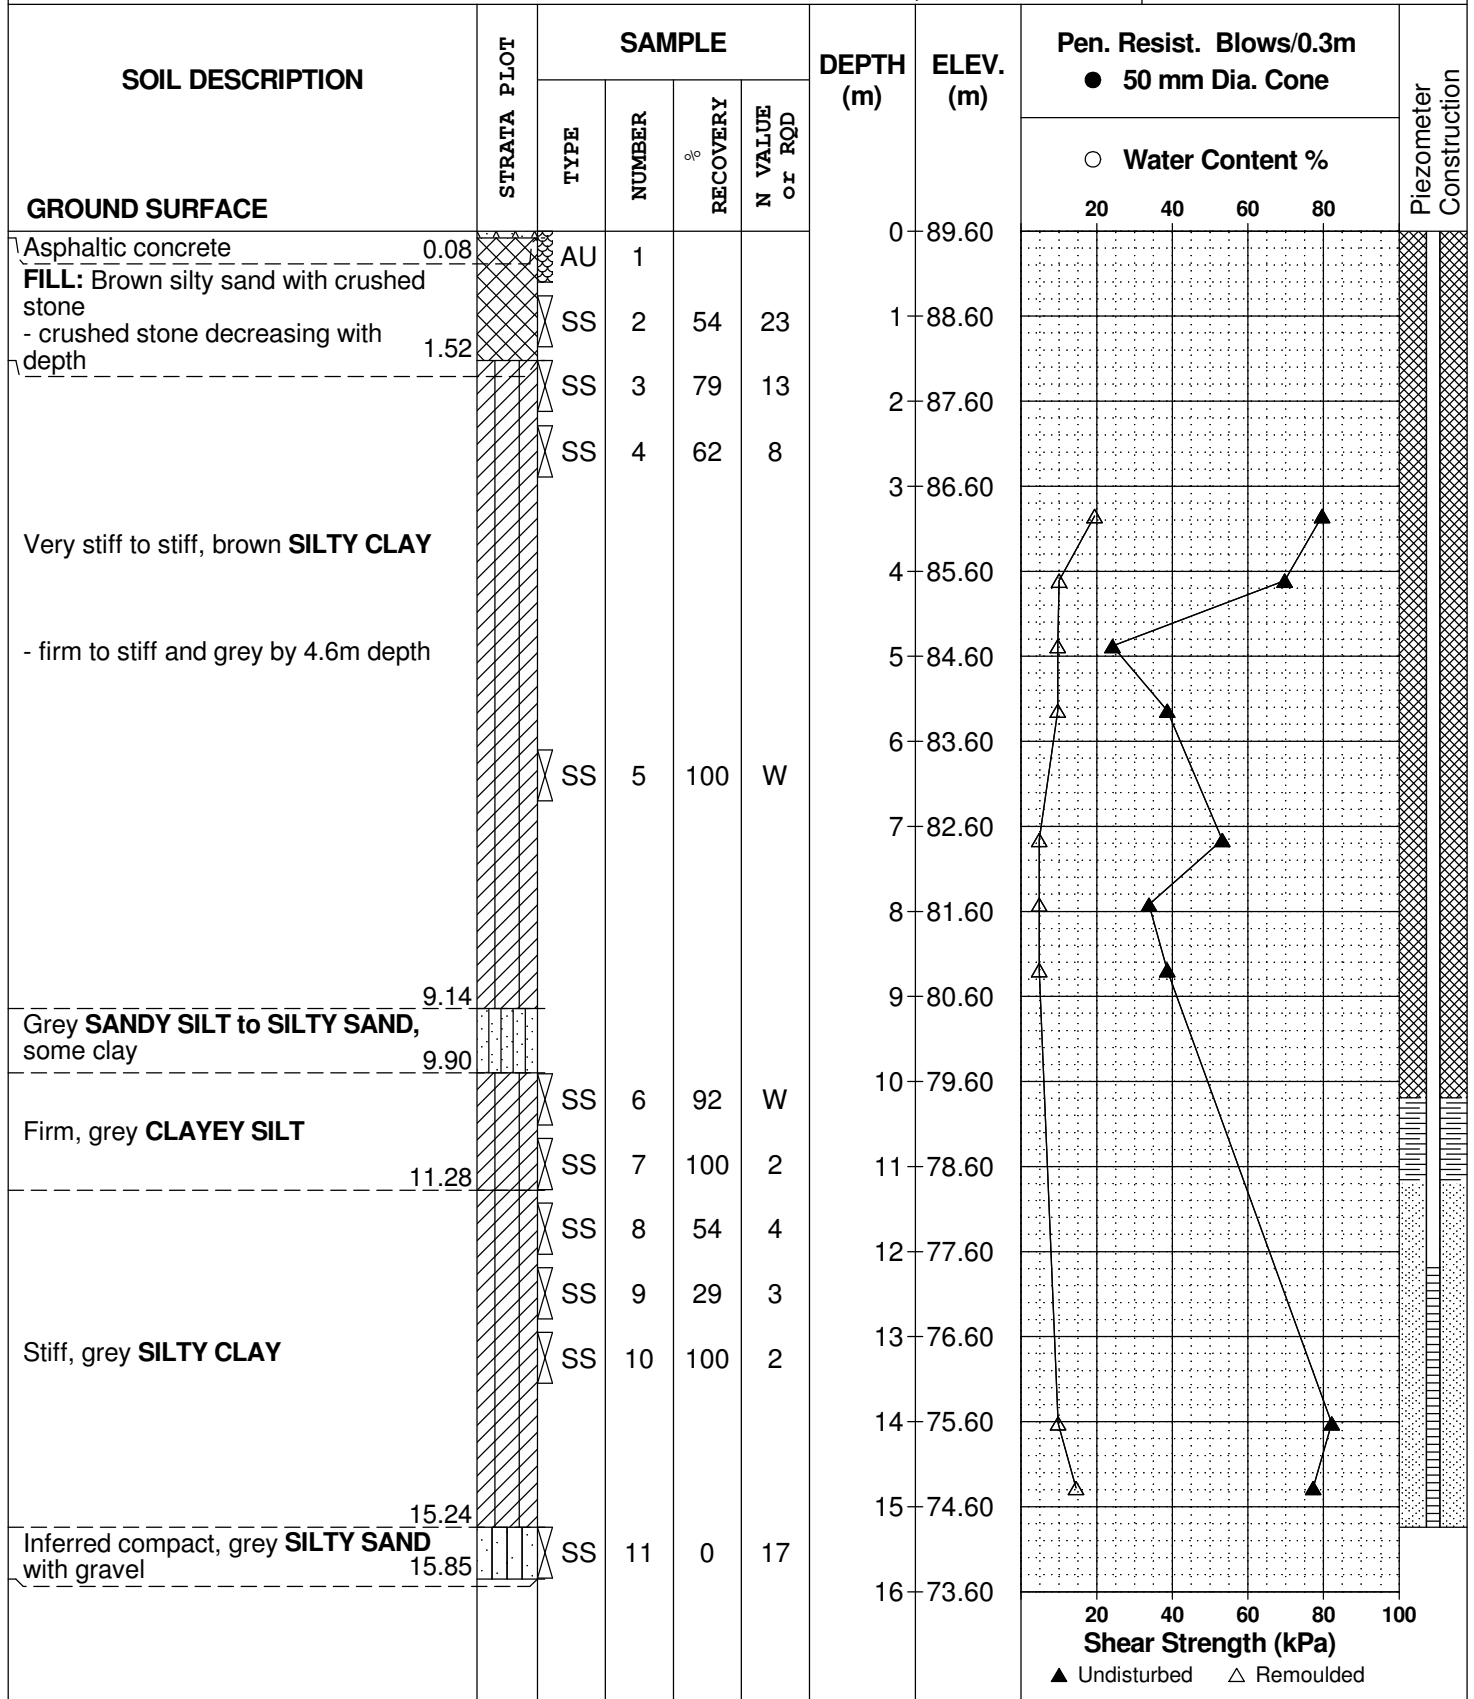 SOIL DESCRIPTION
GROUND SURFACE
STRATA PLOT
SAMPLE
TYPE
NUMBER
%
RECOVERY
N VALUE
or RQD
DEPTH
(m)
ELEV.
(m)
Pen. Resist. Blows/0.3m
● 50 mm Dia. Cone
○ Water Content %
20 40 60 80
Piezometer
Construction
Asphaltic concrete 0.08
FILL: Brown silty sand with crushed
stone
- crushed stone decreasing with
depth 1.52
Very stiff to stiff, brown SILTY CLAY
- firm to stiff and grey by 4.6m depth
9.14
Grey SANDY SILT to SILTY SAND,
some clay 9.90
Firm, grey CLAYEY SILT
11.28
Stiff, grey SILTY CLAY
15.24
Inferred compact, grey SILTY SAND
with gravel 15.85
AU 1
SS 2 54 23
SS 3 79 13
SS 4 62 8
SS 5 100 W
SS 6 92 W
SS 7 100 2
SS 8 54 4
SS 9 29 3
SS 10 100 2
SS 11 0 17
0 89.60
1 88.60
2 87.60
3 86.60
4 85.60
5 84.60
6 83.60
7 82.60
8 81.60
9 80.60
10 79.60
11 78.60
12 77.60
13 76.60
14 75.60
15 74.60
16 73.60
20 40 60 80 100
Shear Strength (kPa)
▲ Undisturbed △ Remoulded